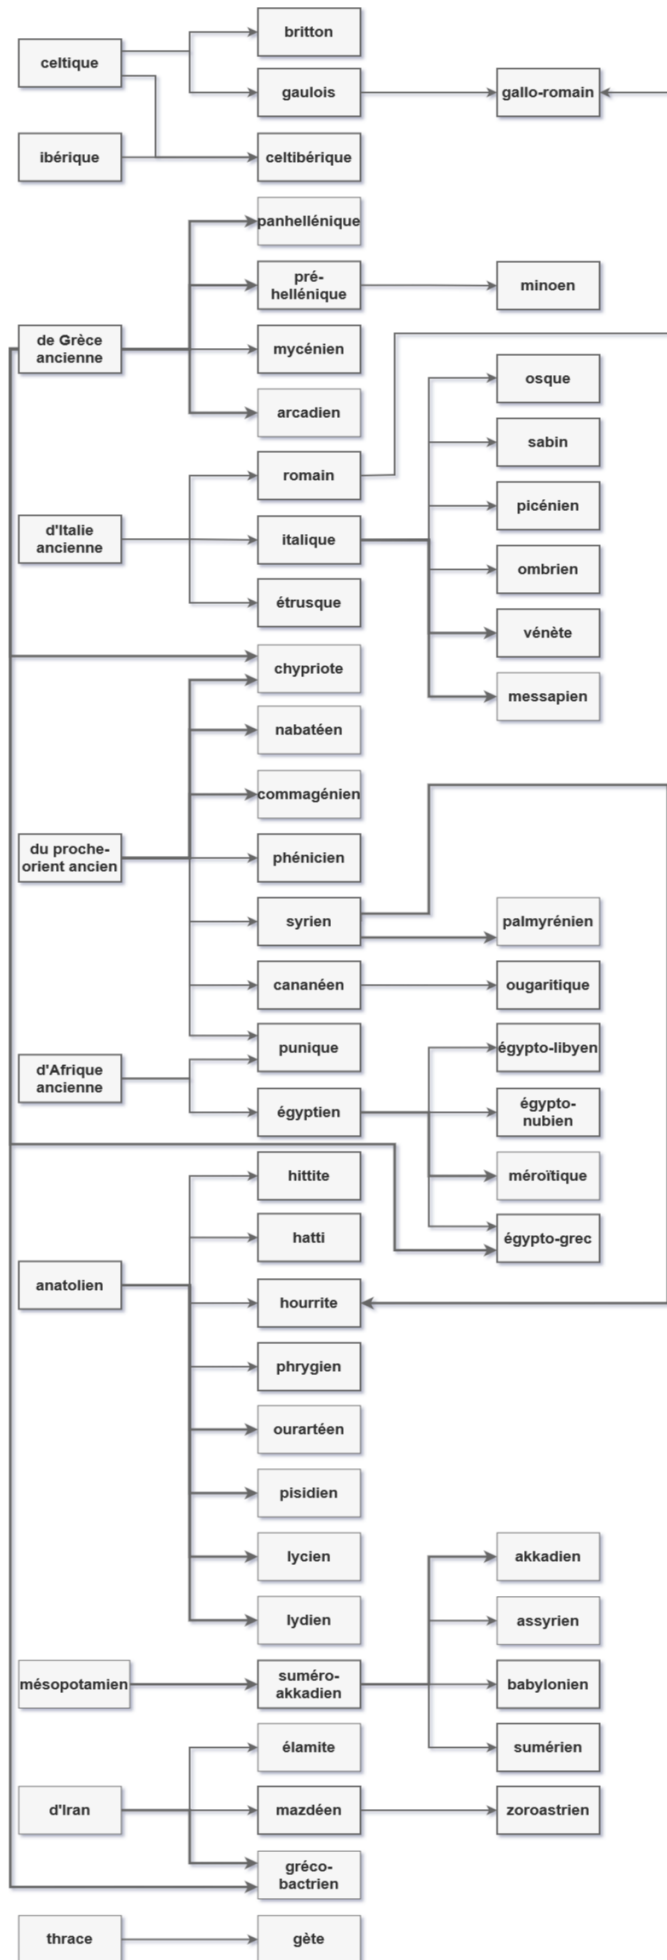 britton
celtique
gaulois
gallo-romain
ibérique
celtibérique
panhellénique
pré-
hellénique
minoen
de Grèce
ancienne
mycénien
osque
arcadien
sabin
romain
picénien
d'Italie
ancienne
italique
ombrien
étrusque
vénète
chypriote
messapien
nabatéen
commagénien
du proche-
orient ancien
phénicien
syrien
palmyrénien
cananéen
ougaritique
punique
égypto-libyen
d'Afrique
ancienne
égyptien
égypto-
nubien
hittite
méroïtique
hatti
égypto-grec
anatolien
hourrite
phrygien
ourartéen
pisidien
lycien
akkadien
lydien
assyrien
mésopotamien
suméro-
akkadien
babylonien
élamite
sumérien
d'Iran
mazdéen
zoroastrien
gréco-
bactrien
thrace
gète